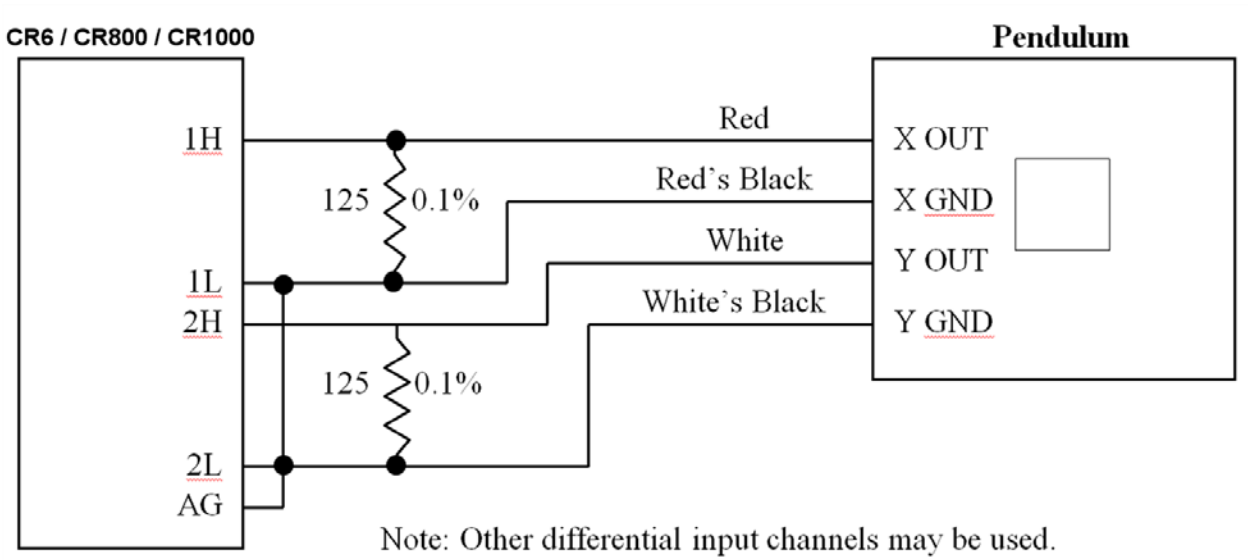 CR6 / CR800 / CR1000
Pendulum
1H
Red
X OUT
125
0.1%
Red's Black
X GND
White
Y OUT
1L
2H
White's Black
Y GND
125
0.1%
2L
AG
Note: Other differential input channels may be used.